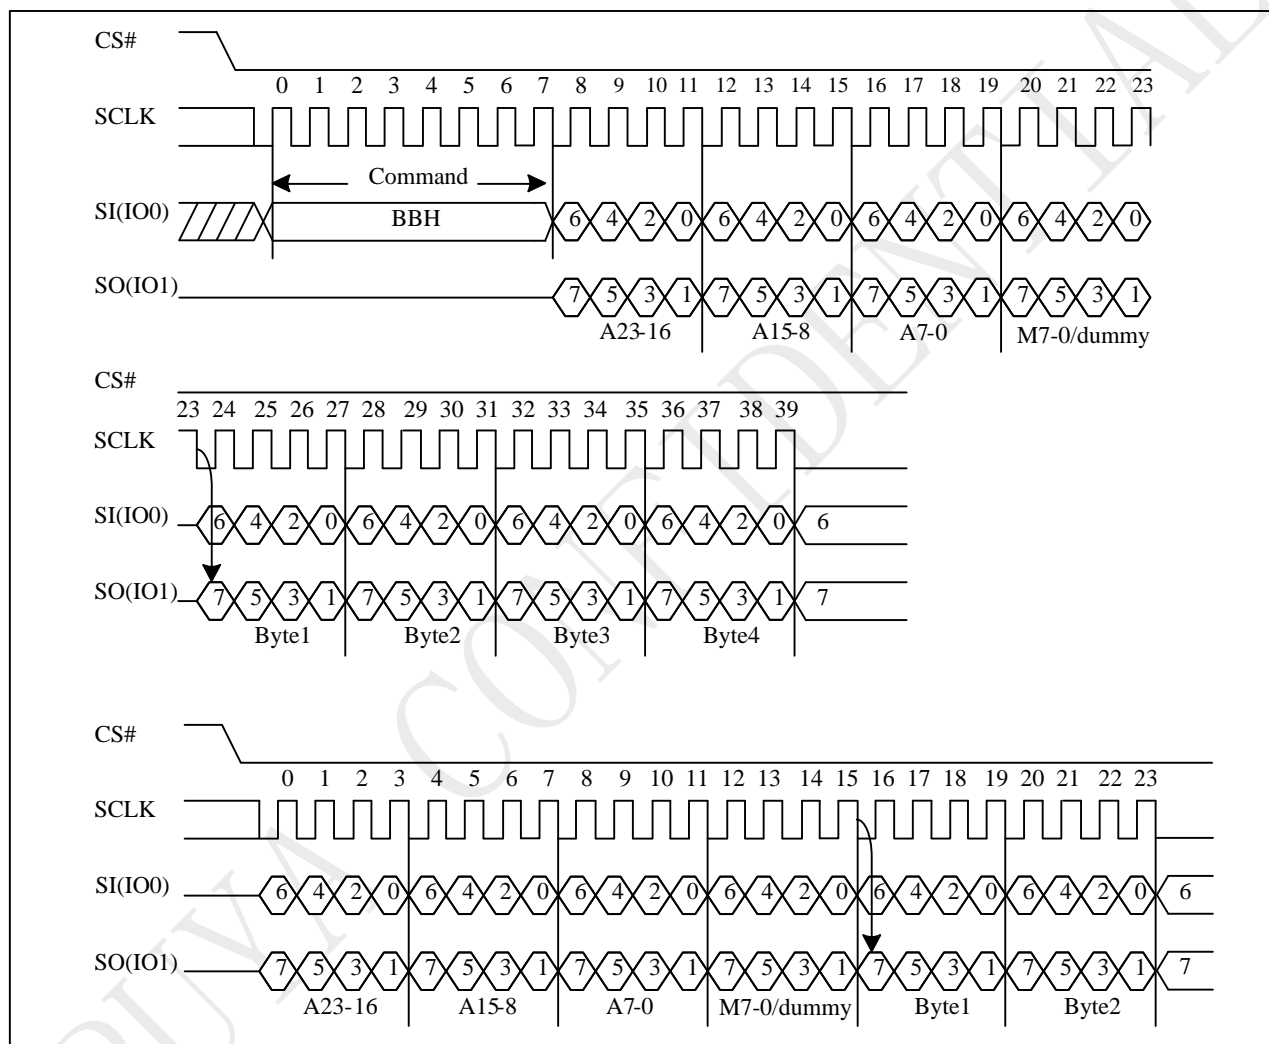 CS#
0 1 2 3 4 5 6 7 8 9 10 11 12 13 14 15 16 17 18 19 20 21 22 23
SCLK
Command
SI(IO0) BBH 6 4 2 0 6 4 2 0 6 4 2 0 6 4 2 0
SO(IO1) 7 5 3 1 7 5 3 1 7 5 3 1 7 5 3 1
A23-16 A15-8 A7-0 M7-0/dummy
CS#
23 24 25 26 27 28 29 30 31 32 33 34 35 36 37 38 39
SCLK
SI(IO0) 6 4 2 0 6 4 2 0 6 4 2 0 6 4 2 0 6
SO(IO1) 7 5 3 1 7 5 3 1 7 5 3 1 7 5 3 1 7
Byte1 Byte2 Byte3 Byte4
CS#
0 1 2 3 4 5 6 7 8 9 10 11 12 13 14 15 16 17 18 19 20 21 22 23
SCLK
SI(IO0) 6 4 2 0 6 4 2 0 6 4 2 0 6 4 2 0 6 4 2 0 6 4 2 0 6
SO(IO1) 7 5 3 1 7 5 3 1 7 5 3 1 7 5 3 1 7 5 3 1 7 5 3 1 7
A23-16 A15-8 A7-0 M7-0/dummy Byte1 Byte2
PUYA CONFIDENTIAL